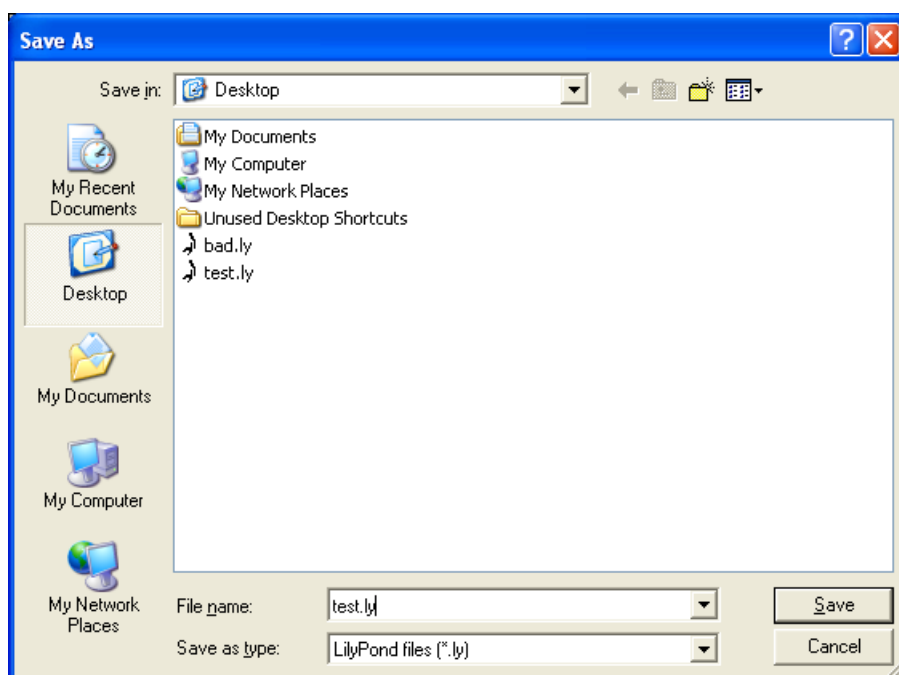 Save As
Save in: Desktop
My Documents
My Computer
My Network Places
Unused Desktop Shortcuts
bad.ly
test.ly
My Recent
Documents
Desktop
My Documents
My Computer
My Network
Places
File name: test.ly
Save
Save as type: LilyPond files (*.ly)
Cancel